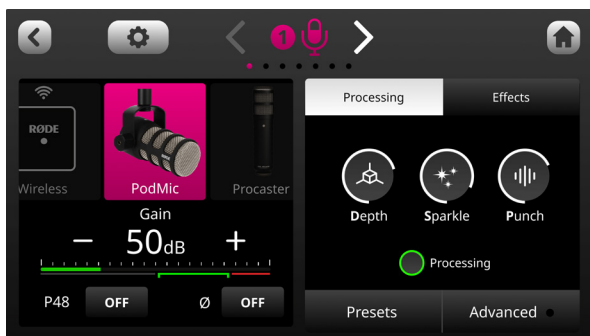 1
RØDE
Wireless
PodMic
Procaster
Gain
− 50dB +
P48 OFF Ø OFF
Processing Effects
Depth Sparkle Punch
Processing
Presets Advanced